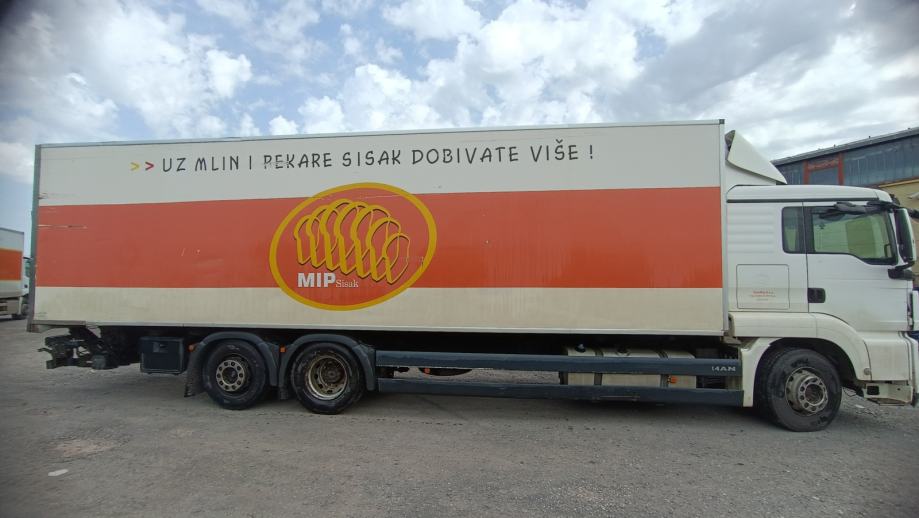 >> UZ MLIN I PEKARE SISAK DOBIVATE VIŠE !
MIP Sisak
MAN